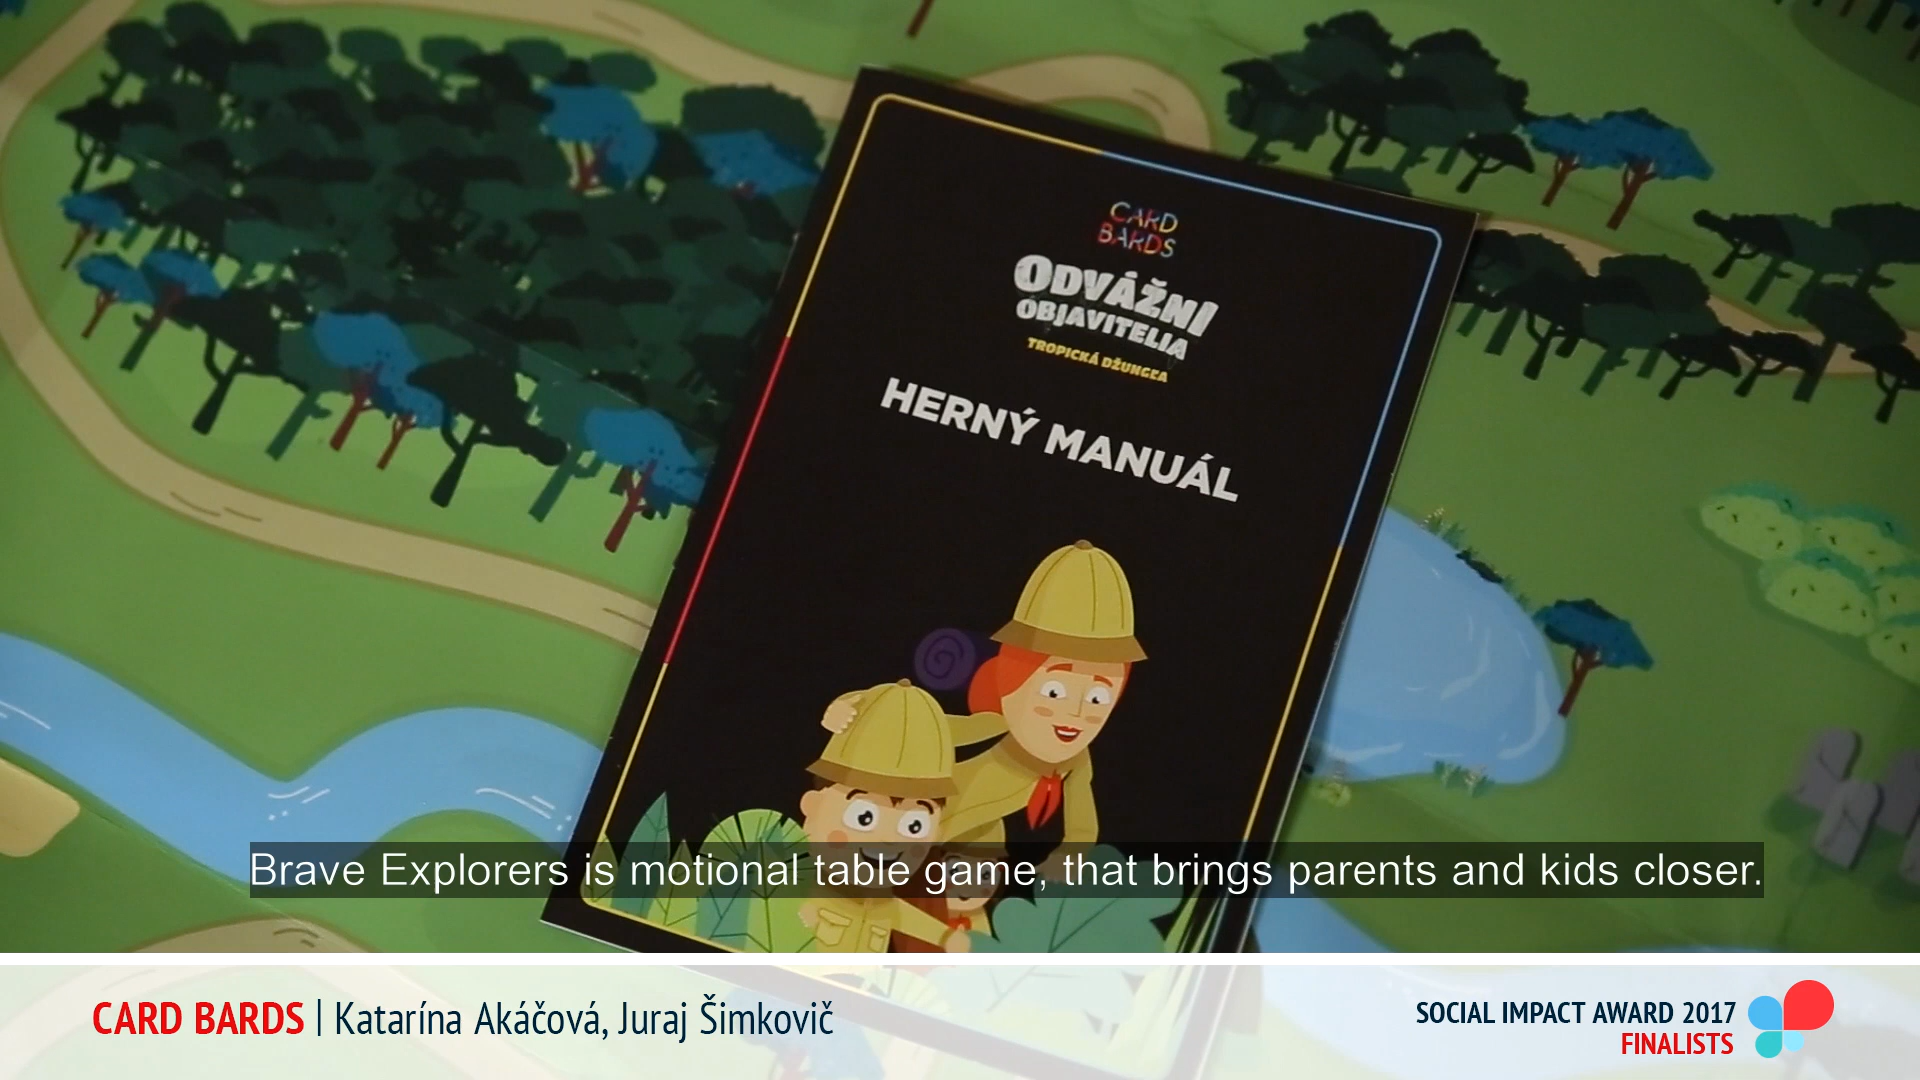 CARD
BARDS
ODVÁŽNI
OBJAVITELIA
TROPICKÁ DŽUNGĽA
HERNÝ MANUÁL
Brave Explorers is motional table game, that brings parents and kids closer.
CARD BARDS | Katarína Akáčová, Juraj Šimkovič
SOCIAL IMPACT AWARD 2017
FINALISTS